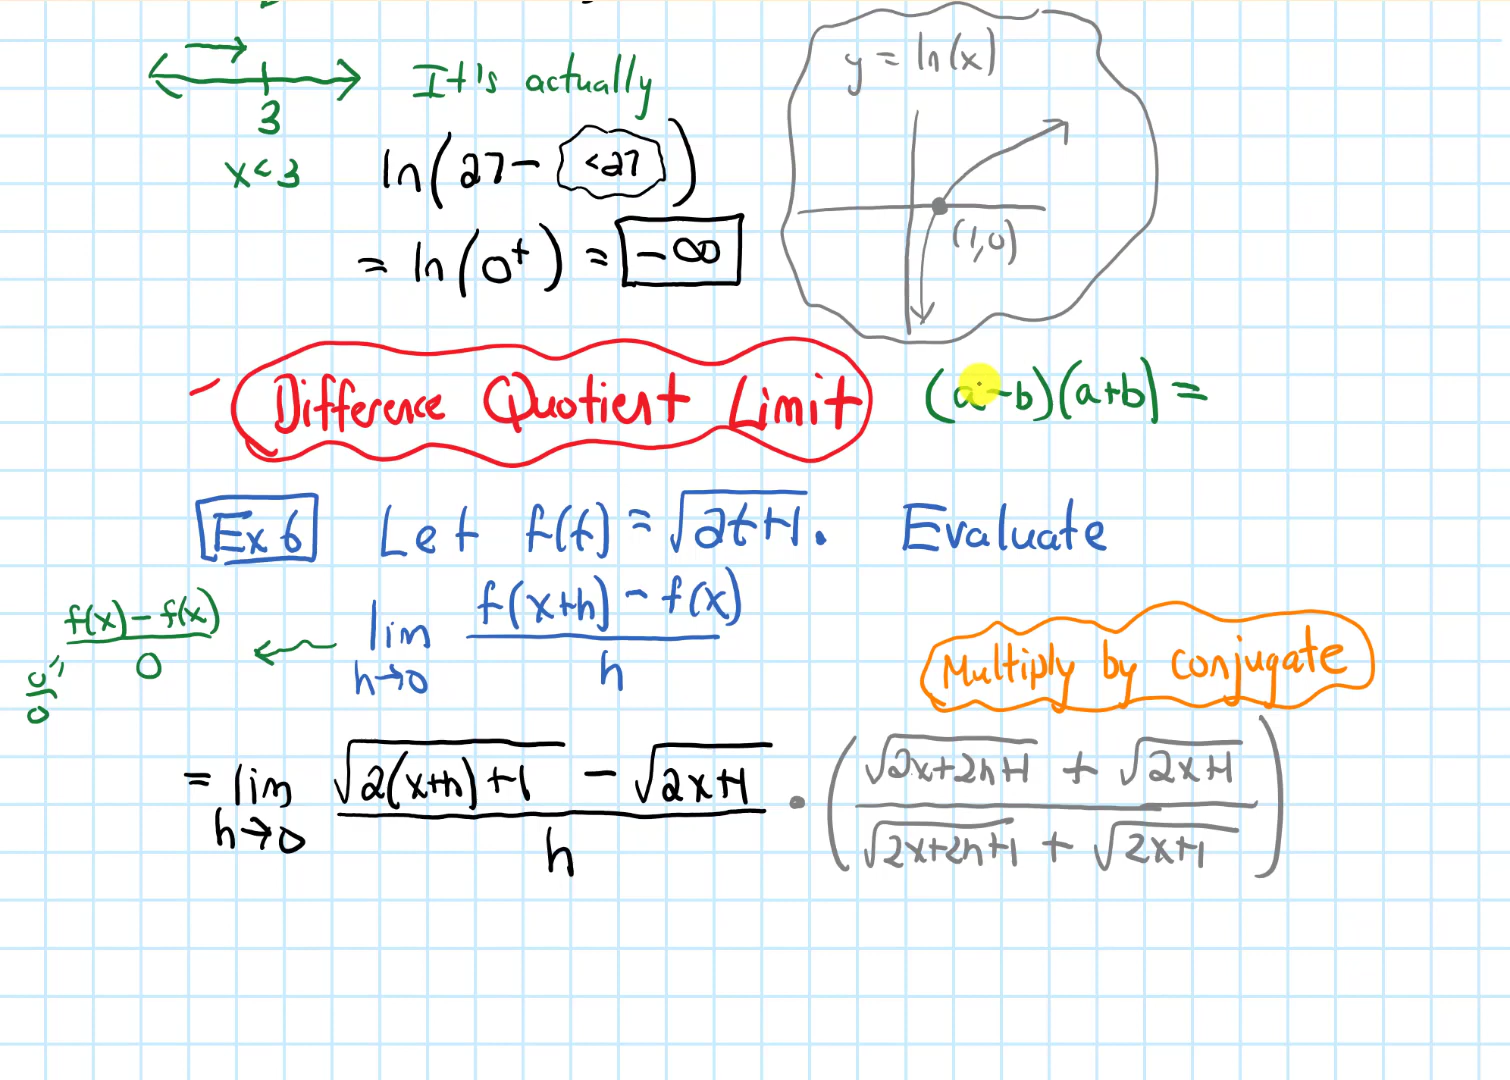 3
x<3
It's actually
ln(27-<27)
= ln(0⁺) = -∞
y = ln(x)
(1,0)
Difference Quotient Limit
(a-b)(a+b) =
Ex 6 Let f(t) = √(2t+1). Evaluate
lim h→0 (f(x+h) - f(x))/h
(f(x) - f(x))/0
= 0/0
Multiply by conjugate
= lim h→0 (√(2(x+h)+1) - √(2x+1))/h · ((√(2x+2h+1) + √(2x+1))/(√(2x+2h+1) + √(2x+1)))